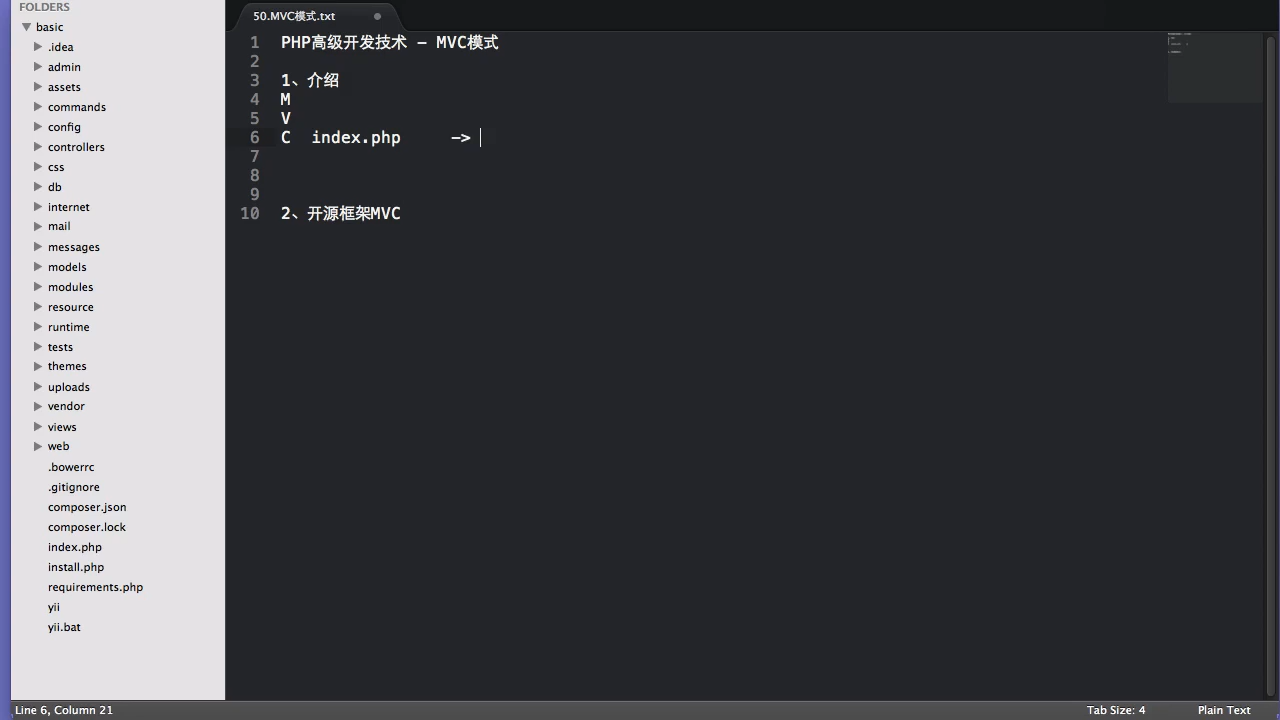 FOLDERS
basic
.idea
admin
assets
commands
config
controllers
css
db
internet
mail
messages
models
modules
resource
runtime
tests
themes
uploads
vendor
views
web
.bowerrc
.gitignore
composer.json
composer.lock
index.php
install.php
requirements.php
yii
yii.bat
50.MVC模式.txt
1 PHP高级开发技术 - MVC模式
2
3 1、介绍
4 M
5 V
6 C index.php ->
7
8
9
10 2、开源框架MVC
Line 6, Column 21
Tab Size: 4
Plain Text